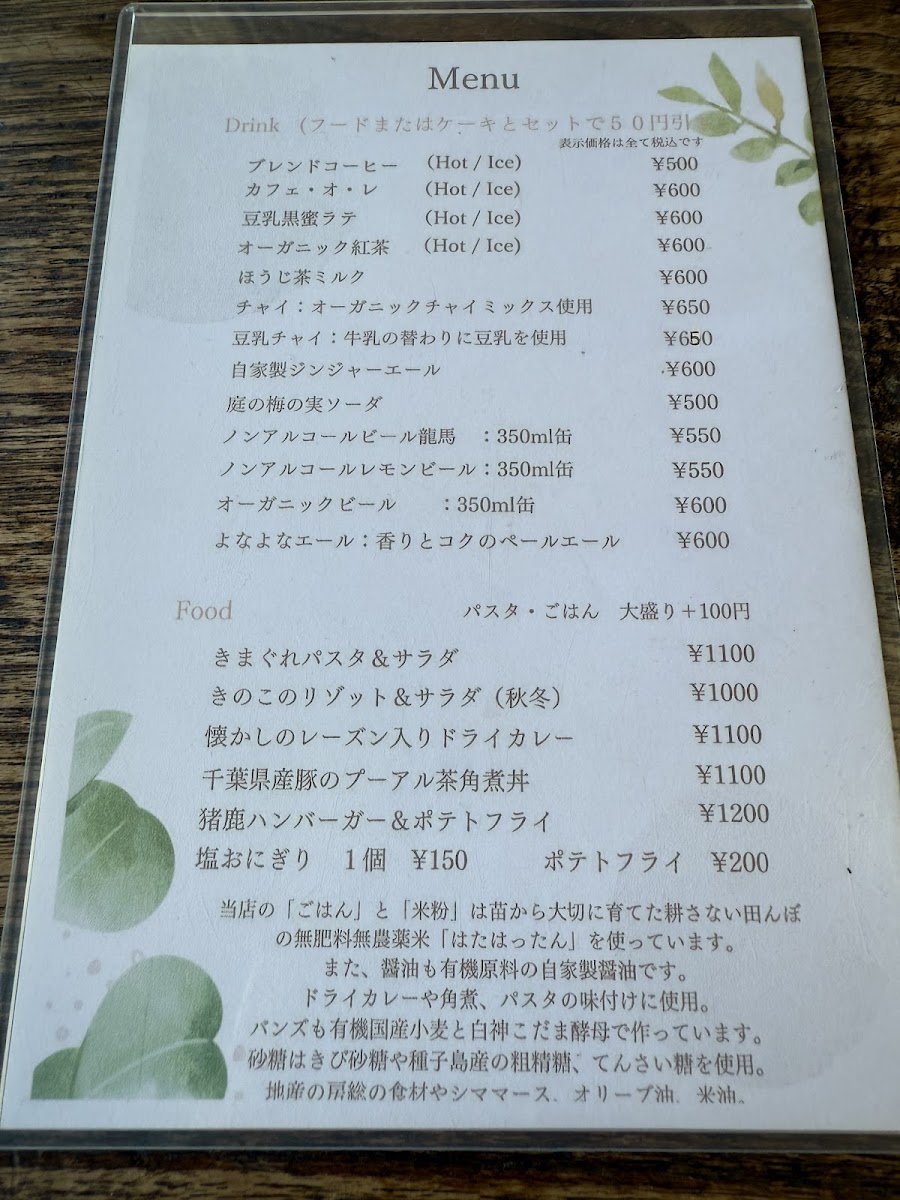 Menu
Drink (フードまたはケーキとセットで50円引
表示価格は全て税込です
ブレンドコーヒー (Hot / Ice) ¥500
カフェ・オ・レ (Hot / Ice) ¥600
豆乳黒蜜ラテ (Hot / Ice) ¥600
オーガニック紅茶 (Hot / Ice) ¥600
ほうじ茶ミルク ¥600
チャイ：オーガニックチャイミックス使用 ¥650
豆乳チャイ：牛乳の替わりに豆乳を使用 ¥650
自家製ジンジャーエール ¥600
庭の梅の実ソーダ ¥500
ノンアルコールビール龍馬 ：350ml缶 ¥550
ノンアルコールレモンビール：350ml缶 ¥550
オーガニックビール ：350ml缶 ¥600
よなよなエール：香りとコクのペールエール ¥600
Food パスタ・ごはん 大盛り＋100円
きまぐれパスタ＆サラダ ¥1100
きのこのリゾット＆サラダ（秋冬） ¥1000
懐かしのレーズン入りドライカレー ¥1100
千葉県産豚のプーアル茶角煮丼 ¥1100
猪鹿ハンバーガー＆ポテトフライ ¥1200
塩おにぎり 1個 ¥150 ポテトフライ ¥200
当店の「ごはん」と「米粉」は苗から大切に育てた耕さない田んぼ
の無肥料無農薬米「はたはったん」を使っています。
また、醤油も有機原料の自家製醤油です。
ドライカレーや角煮、パスタの味付けに使用。
バンズも有機国産小麦と白神こだま酵母で作っています。
砂糖はきび砂糖や種子島産の粗精糖、てんさい糖を使用。
地産の房総の食材やシママース、オリーブ油、米油。